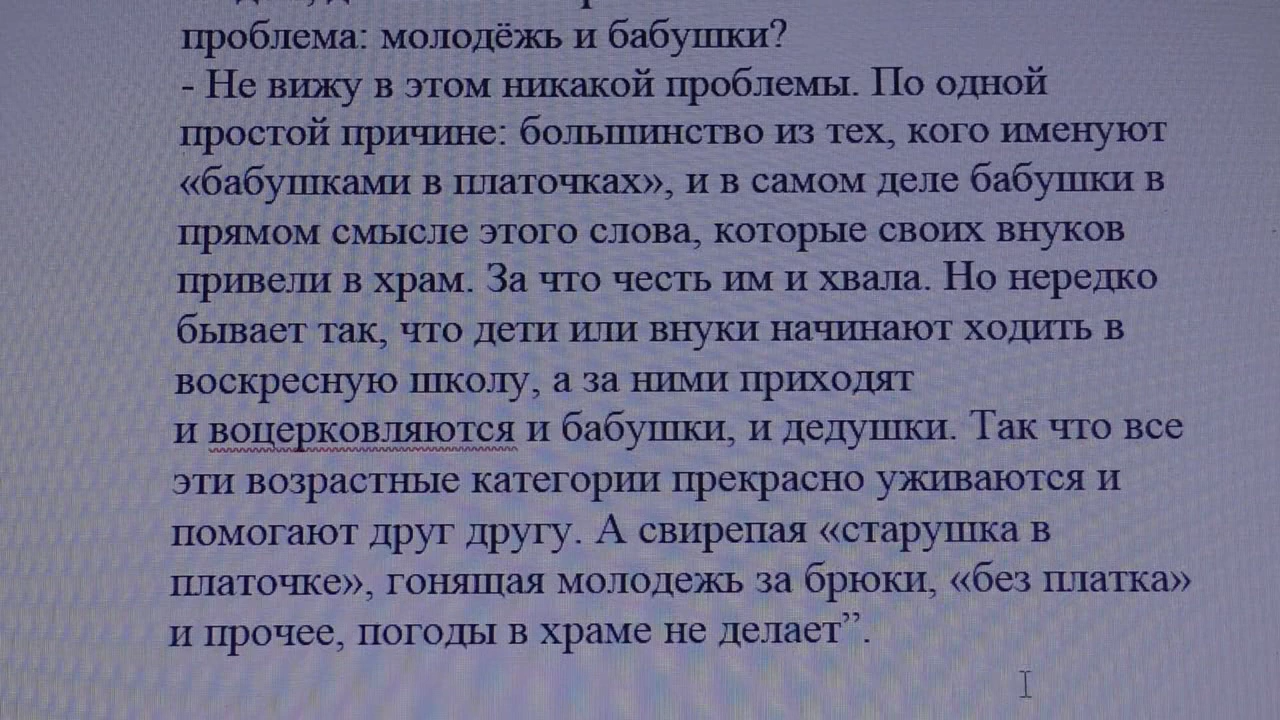 проблема: молодёжь и бабушки?
- Не вижу в этом никакой проблемы. По одной
простой причине: большинство из тех, кого именуют
«бабушками в платочках», и в самом деле бабушки в
прямом смысле этого слова, которые своих внуков
привели в храм. За что честь им и хвала. Но нередко
бывает так, что дети или внуки начинают ходить в
воскресную школу, а за ними приходят
и воцерковляются и бабушки, и дедушки. Так что все
эти возрастные категории прекрасно уживаются и
помогают друг другу. А свирепая «старушка в
платочке», гонящая молодежь за брюки, «без платка»
и прочее, погоды в храме не делает”.